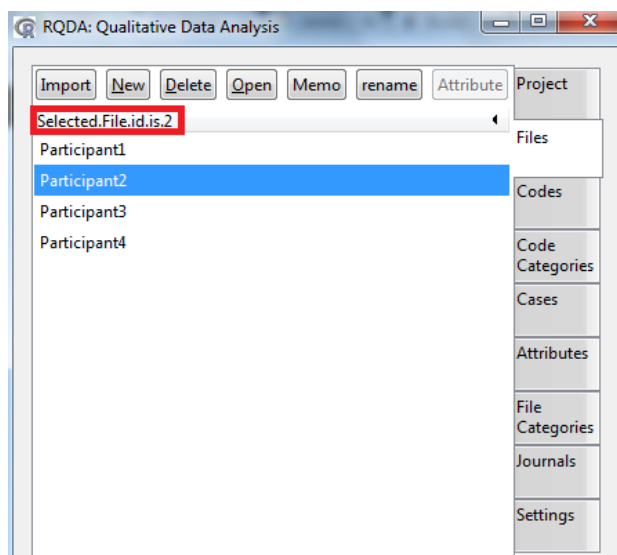 RQDA: Qualitative Data Analysis
Import New Delete Open Memo rename Attribute
Selected.File.id.is.2
Participant1
Participant2
Participant3
Participant4
Project
Files
Codes
Code
Categories
Cases
Attributes
File
Categories
Journals
Settings